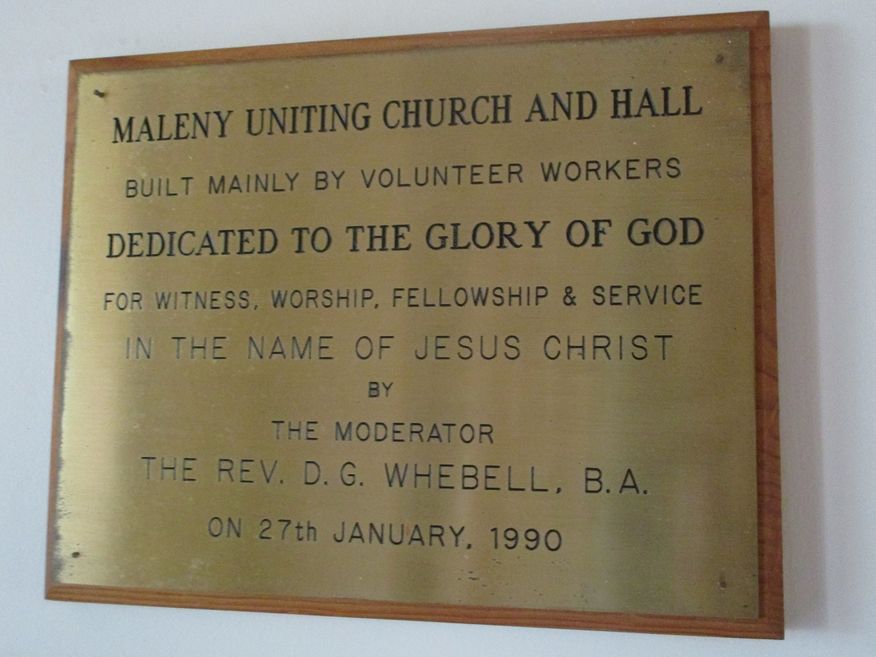 MALENY UNITING CHURCH AND HALL
BUILT MAINLY BY VOLUNTEER WORKERS
DEDICATED TO THE GLORY OF GOD
FOR WITNESS, WORSHIP, FELLOWSHIP & SERVICE
IN THE NAME OF JESUS CHRIST
BY
THE MODERATOR
THE REV. D. G. WHEBELL, B.A.
ON 27th JANUARY, 1990